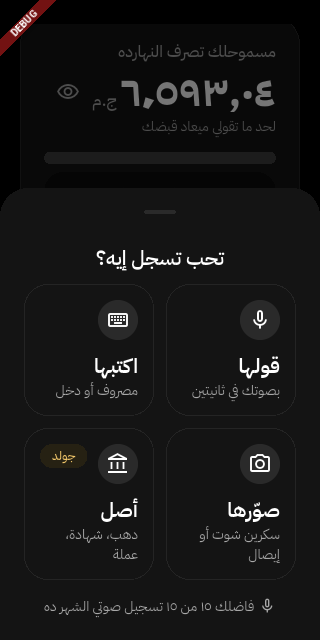 DEBUG
مسموحلك تصرف النهارده
٦,٥٩٣,٠٤ ج.م
لحد ما تقولي ميعاد قبضك
تحب تسجل إيه؟
قولها
بصوتك في ثانيتين
اكتبها
مصروف أو دخل
صوّرها
سكرين شوت أو
إيصال
جولد
أصل
ذهب، شهادة،
عملة
فاضلك ١٥ من ١٥ تسجيل صوتي الشهر ده